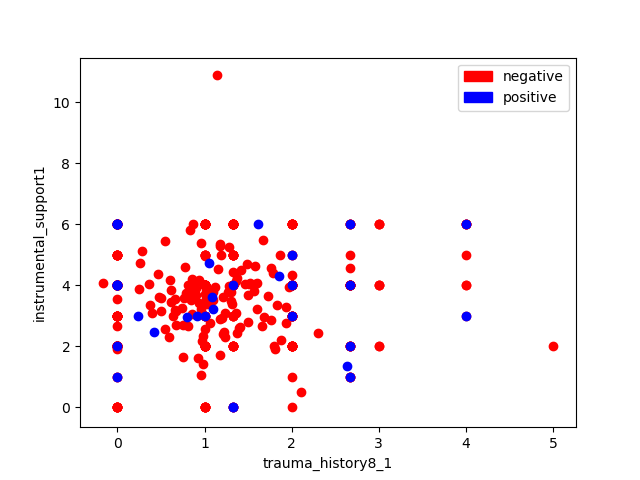 negative
positive
10
8
6
4
2
0
instrumental_support1
0 1 2 3 4 5
trauma_history8_1